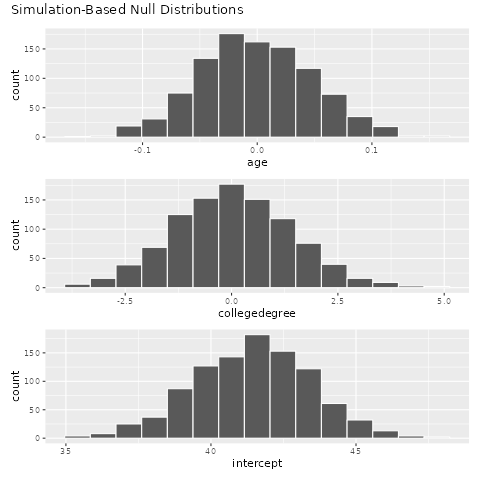 Simulation-Based Null Distributions
150
100
50
0
count
-0.1 0.0 0.1
age
150
100
50
0
count
-2.5 0.0 2.5 5.0
collegedegree
150
100
50
0
count
35 40 45
intercept